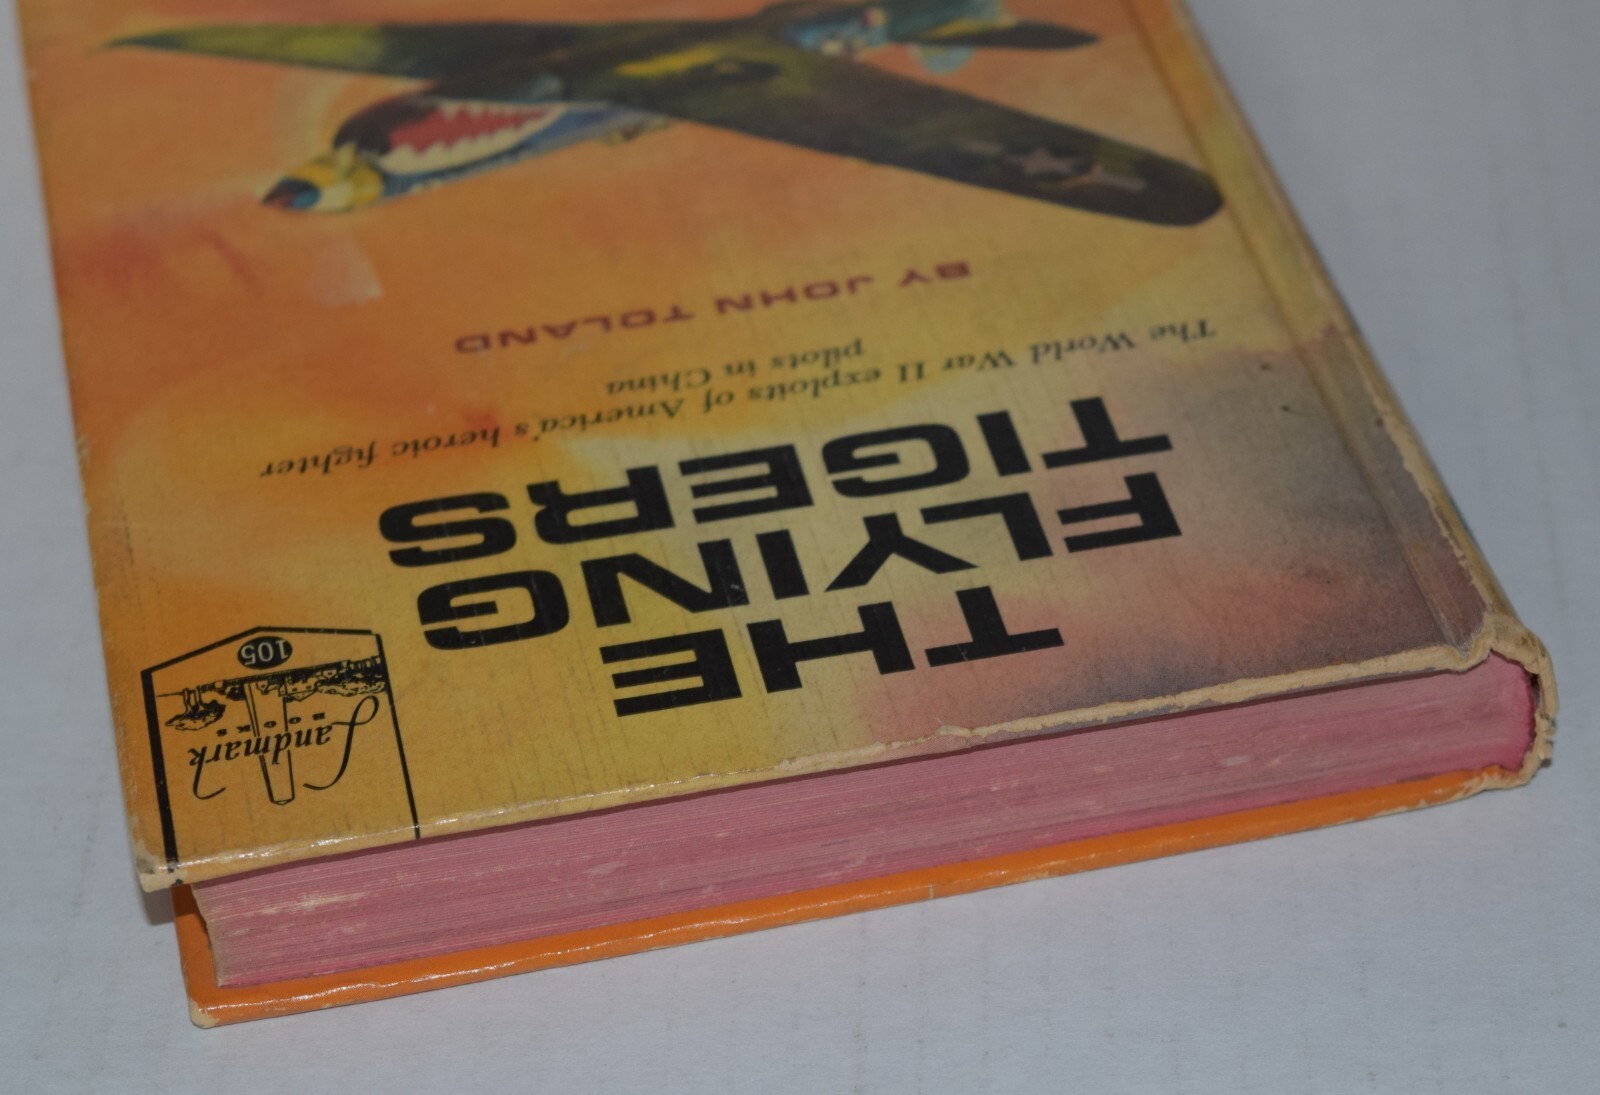 THE
FLYING
TIGERS
The World War II exploits of America's heroic fighter
pilots in China
BY JOHN TOLAND
105
Landmark
BOOKS